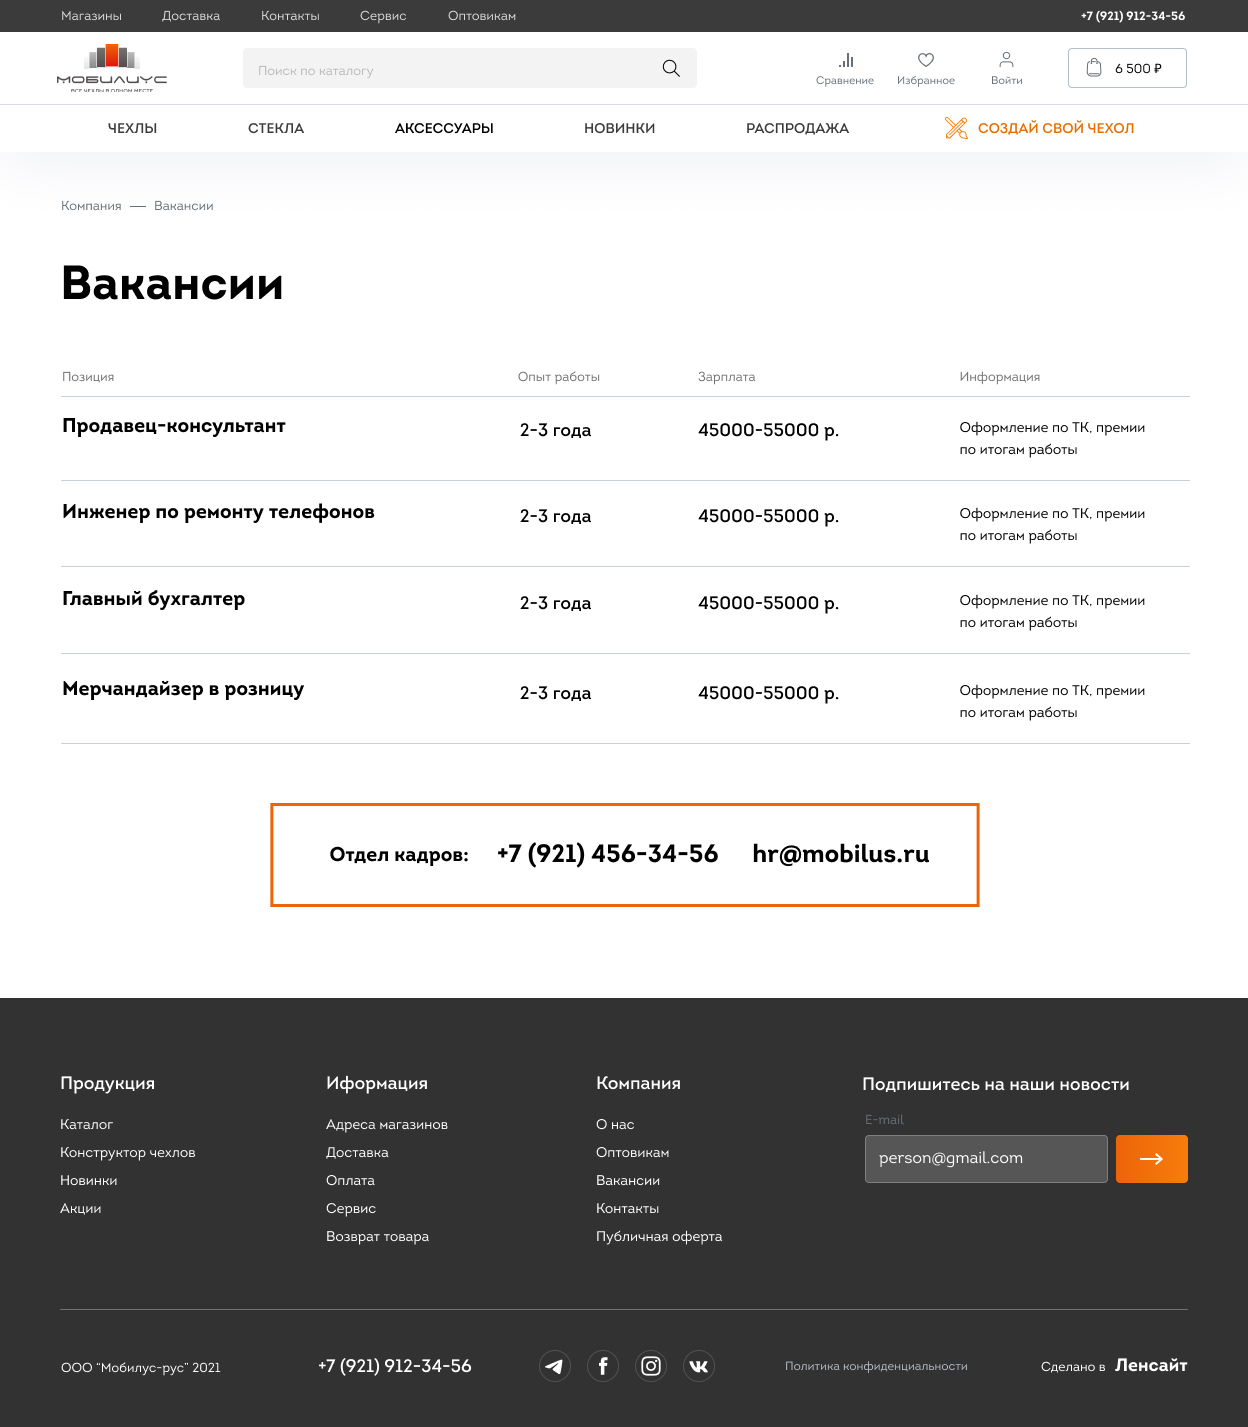 Магазины Доставка Контакты Сервис Оптовикам +7 (921) 912-34-56
МОБИЛИУС
ВСЕ ЧЕХЛЫ В ОДНОМ МЕСТЕ
Поиск по каталогу
Сравнение Избранное Войти 6 500 ₽
ЧЕХЛЫ СТЕКЛА АКСЕССУАРЫ НОВИНКИ РАСПРОДАЖА СОЗДАЙ СВОЙ ЧЕХОЛ
Компания — Вакансии
Вакансии
Позиция Опыт работы Зарплата Информация
Продавец-консультант 2-3 года 45000-55000 р. Оформление по ТК, премии
по итогам работы
Инженер по ремонту телефонов 2-3 года 45000-55000 р. Оформление по ТК, премии
по итогам работы
Главный бухгалтер 2-3 года 45000-55000 р. Оформление по ТК, премии
по итогам работы
Мерчандайзер в розницу 2-3 года 45000-55000 р. Оформление по ТК, премии
по итогам работы
Отдел кадров: +7 (921) 456-34-56 hr@mobilus.ru
Продукция
Каталог
Конструктор чехлов
Новинки
Акции
Иформация
Адреса магазинов
Доставка
Оплата
Сервис
Возврат товара
Компания
О нас
Оптовикам
Вакансии
Контакты
Публичная оферта
Подпишитесь на наши новости
E-mail
person@gmail.com
ООО “Мобилус-рус” 2021 +7 (921) 912-34-56 Политика конфиденциальности Сделано в Ленсайт